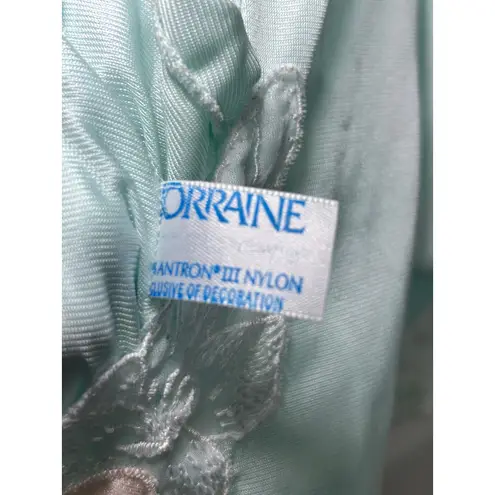 ORRAINE
ANTRON® III NYLON
LUSIVE OF DECORATION